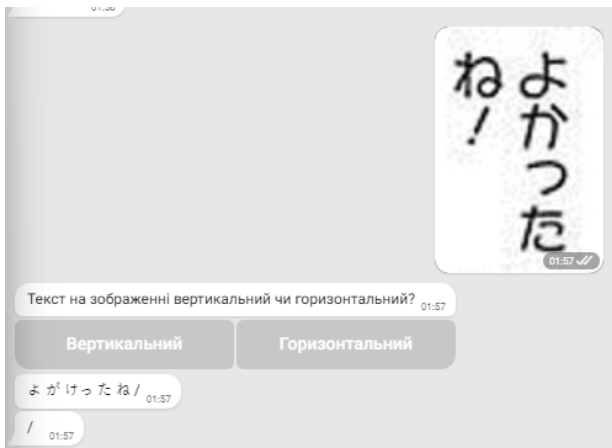 01:56
よかった
ね！
01:57
Текст на зображенні вертикальний чи горизонтальний? 01:57
Вертикальний
Горизонтальний
よ が けっ た ね / 01:57
/ 01:57